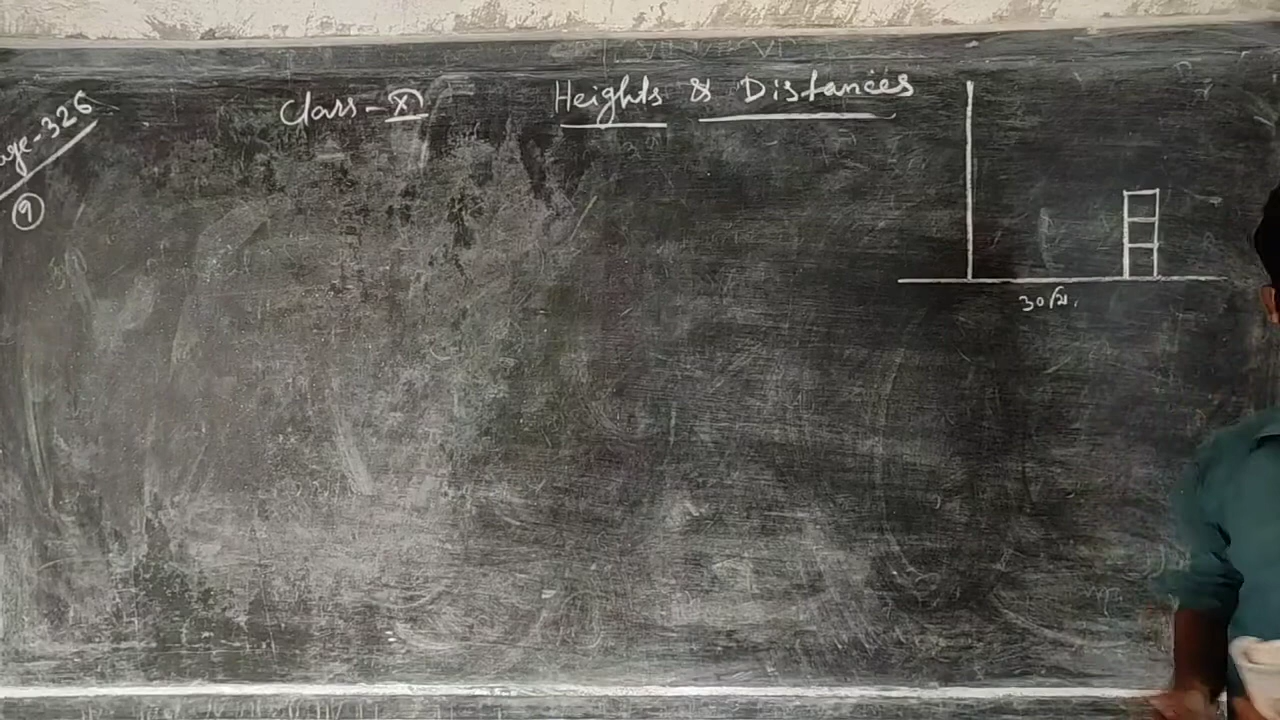 Class-X
Heights & Distances
age-326
9
30 मि.